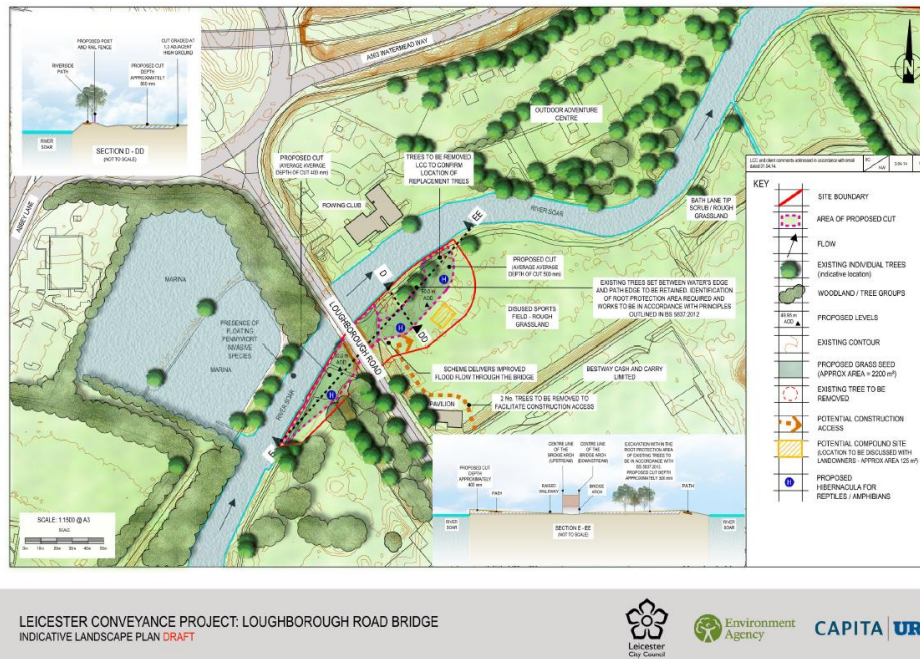 PROPOSED POST
AND RAIL FENCE
CUT GRADED AT
1:3 ADJACENT
HIGH GROUND
RIVERSIDE
PATH
PROPOSED CUT
DEPTH
APPROXIMATELY
RIVER
SOAR
SECTION D - DD
(NOT TO SCALE)
A563 WATERMEAD WAY
N
OUTDOOR ADVENTURE
CENTRE
PROPOSED CUT
(AVERAGE AVERAGE
DEPTH OF CUT 400 mm)
TREES TO BE REMOVED.
LCC TO CONFIRM
LOCATION OF
REPLACEMENT TREES
ABBEY LANE
ROWING CLUB
RIVER SOAR
EE
BATH LANE TIP
SCRUB / ROUGH
GRASSLAND
MARINA
D
PROPOSED CUT
(AVERAGE AVERAGE
DEPTH OF CUT 500 mm)
H
H
DD
LOUGHBOROUGH ROAD
EXISTING TREES SET BETWEEN WATER'S EDGE
AND PATH EDGE TO BE RETAINED. IDENTIFICATION
OF ROOT PROTECTION AREA REQUIRED AND
WORKS TO BE IN ACCORDANCE WITH PRINCIPLES
OUTLINED IN BS 5837:2012
DISUSED SPORTS
FIELD - ROUGH
GRASSLAND
PRESENCE OF
FLOATING
PENNYWORT
INVASIVE
SPECIES
MARINA
RIVER SOAR
H
E
SCHEME DELIVERS IMPROVED
FLOOD FLOW THROUGH THE BRIDGE
BESTWAY CASH AND CARRY
LIMITED
PAVILION
2 No. TREES TO BE REMOVED TO
FACILITATE CONSTRUCTION ACCESS
PROPOSED CUT
DEPTH
APPROXIMATELY
400 mm
PATH
RAISED
WALKWAY
CENTRE LINE
OF THE
BRIDGE ARCH
(UPSTREAM)
CENTRE LINE
OF THE
BRIDGE ARCH
(DOWNSTREAM)
BRIDGE
ARCH
EXCAVATION WITHIN THE
ROOT PROTECTION AREA
OF EXISTING TREES TO
BE IN ACCORDANCE WITH
BS 5837:2012
PROPOSED CUT DEPTH
PATH
RIVER
SOAR
RIVER
SOAR
SECTION E -EE
(NOT TO SCALE)
SCALE: 1:1500 @ A3
SCALE
0m 10m 20m 30m 40m 50m
KEY
SITE BOUNDARY
AREA OF PROPOSED CUT
FLOW
EXISTING INDIVIDUAL TREES
(indicative location)
WOODLAND / TREE GROUPS
PROPOSED LEVELS
EXISTING CONTOUR
PROPOSED GRASS SEED
(APPROX AREA = 2200 m²)
EXISTING TREE TO BE
REMOVED
POTENTIAL CONSTRUCTION
ACCESS
POTENTIAL COMPOUND SITE
(LOCATION TO BE DISCUSSED WITH
LANDOWNERS - APPROX AREA 125 m²)
H
PROPOSED
HIBERNACULA FOR
REPTILES / AMPHIBIANS
LEICESTER CONVEYANCE PROJECT: LOUGHBOROUGH ROAD BRIDGE
INDICATIVE LANDSCAPE PLAN DRAFT
Leicester
City Council
Environment
Agency
CAPITA UR